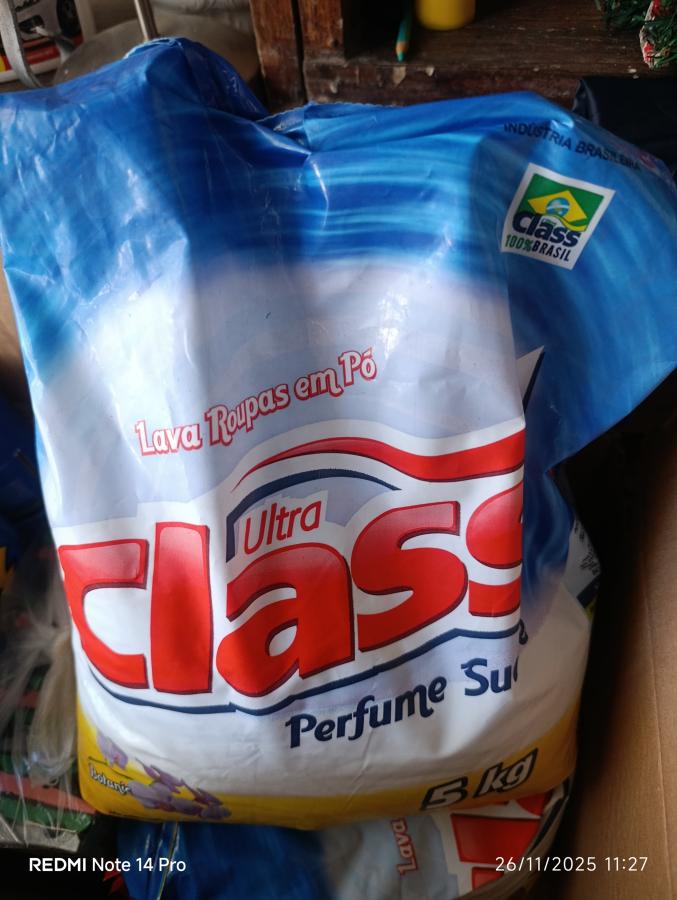 INDÚSTRIA BRASILEIRA
Class
100%BRASIL
Lava Roupas em Pó
Ultra
Class
Perfume
5 kg
Lava
REDMI Note 14 Pro
26/11/2025 11:27